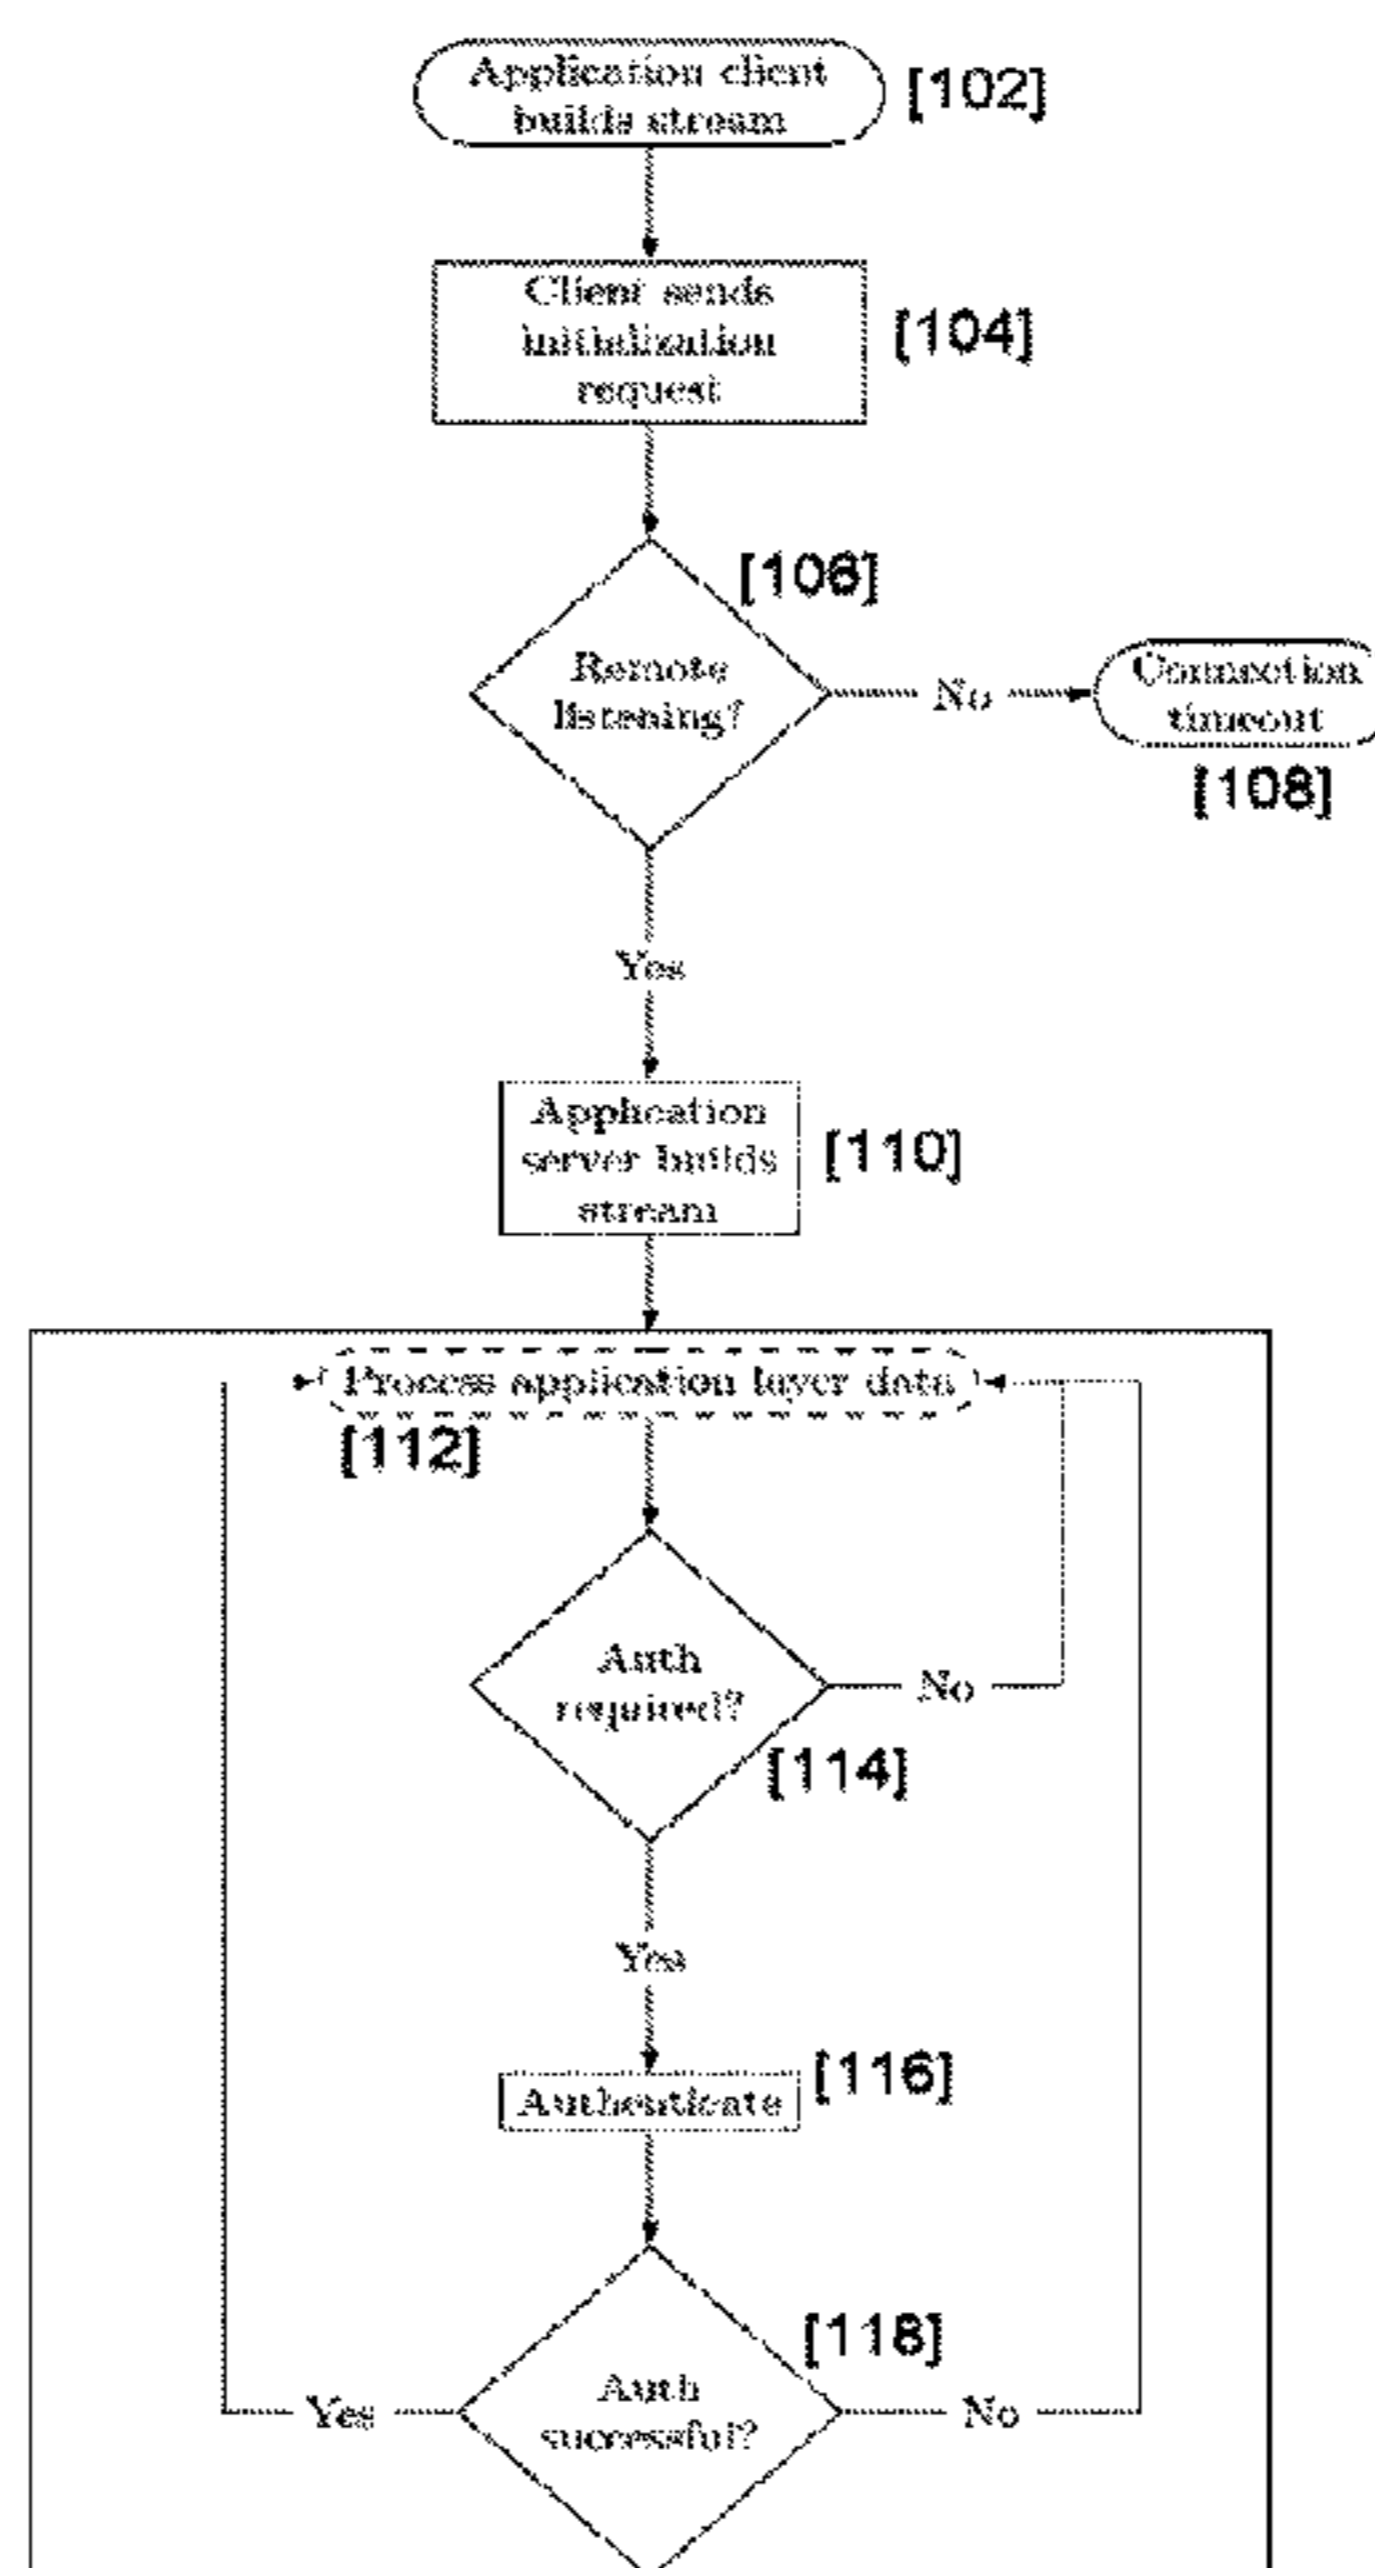 Application client
builds stream
[102]
Client sends
initialization
request
[104]
[106]
Remote
listening?
No
Connection
timeout
[108]
Yes
Application
server builds
stream
[110]
Process application layer data
[112]
Auth
required?
No
[114]
Yes
Authenticate
[116]
[118]
Auth
successful?
Yes
No